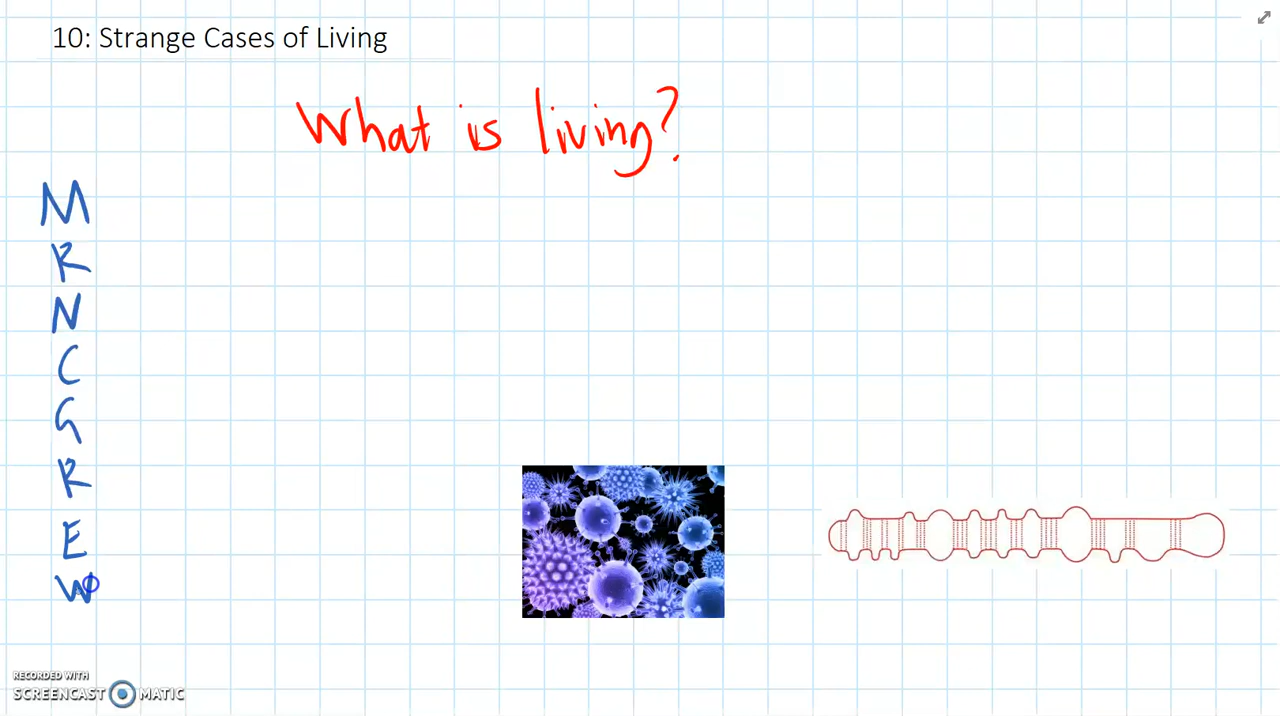 10: Strange Cases of Living
What is living?
M
R
N
C
G
R
E
W
RECORDED WITH
SCREENCAST MATIC